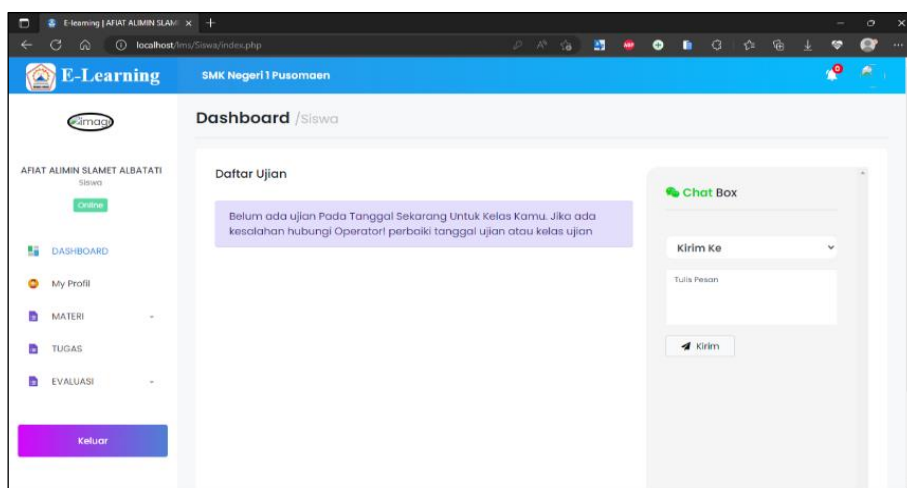 E-learning | AFIAT ALIMIN SLAM
localhost/lms/Siswa/index.php
E-Learning
SMK Negeri 1 Pusomaen
0
Dashboard /Siswa
AFIAT ALIMIN SLAMET ALBATATI
Siswa
Online
DASHBOARD
My Profil
MATERI
TUGAS
EVALUASI
Keluar
Daftar Ujian
Belum ada ujian Pada Tanggal Sekarang Untuk Kelas Kamu. Jika ada
kesalahan hubungi Operator! perbaiki tanggal ujian atau kelas ujian
Chat Box
Kirim Ke
Tulis Pesan
Kirim